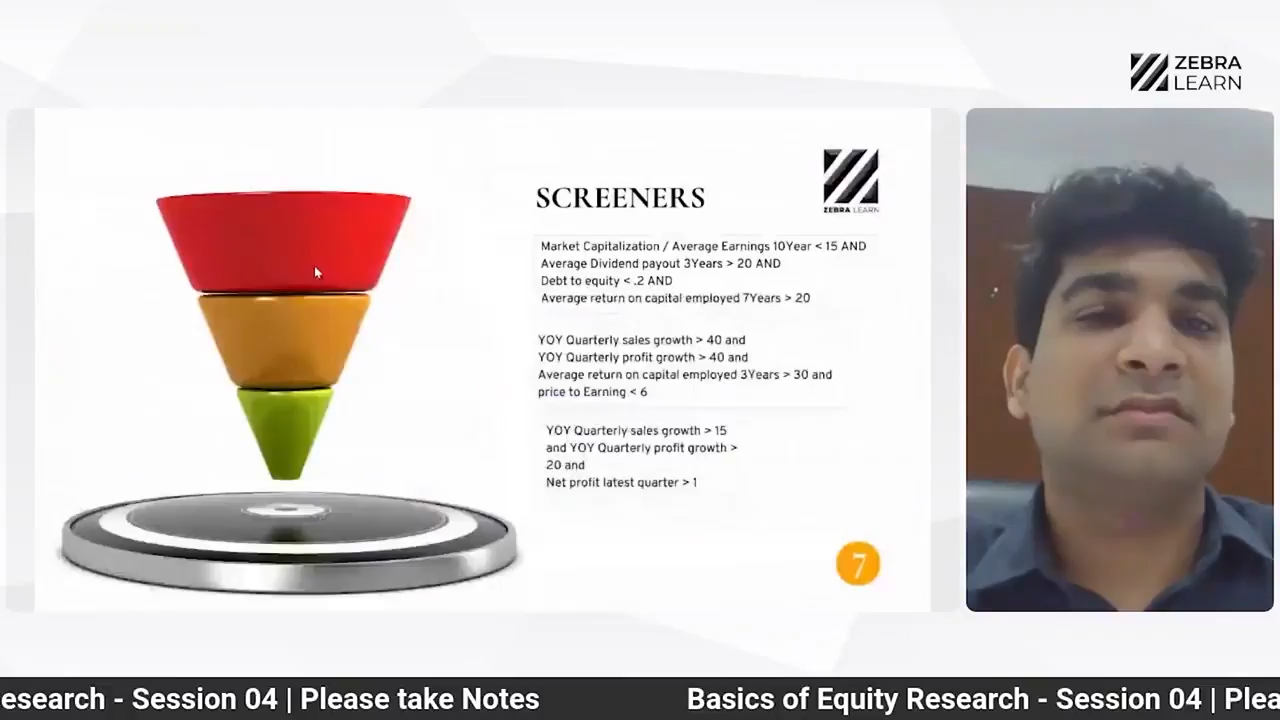 ZEBRA
LEARN
ZEBRA LEARN
SCREENERS
Market Capitalization / Average Earnings 10Year < 15 AND
Average Dividend payout 3Years > 20 AND
Debt to equity < .2 AND
Average return on capital employed 7Years > 20
YOY Quarterly sales growth > 40 and
YOY Quarterly profit growth > 40 and
Average return on capital employed 3Years > 30 and
price to Earning < 6
YOY Quarterly sales growth > 15
and YOY Quarterly profit growth >
20 and
Net profit latest quarter > 1
7
esearch - Session 04 | Please take Notes
Basics of Equity Research - Session 04 | Plea